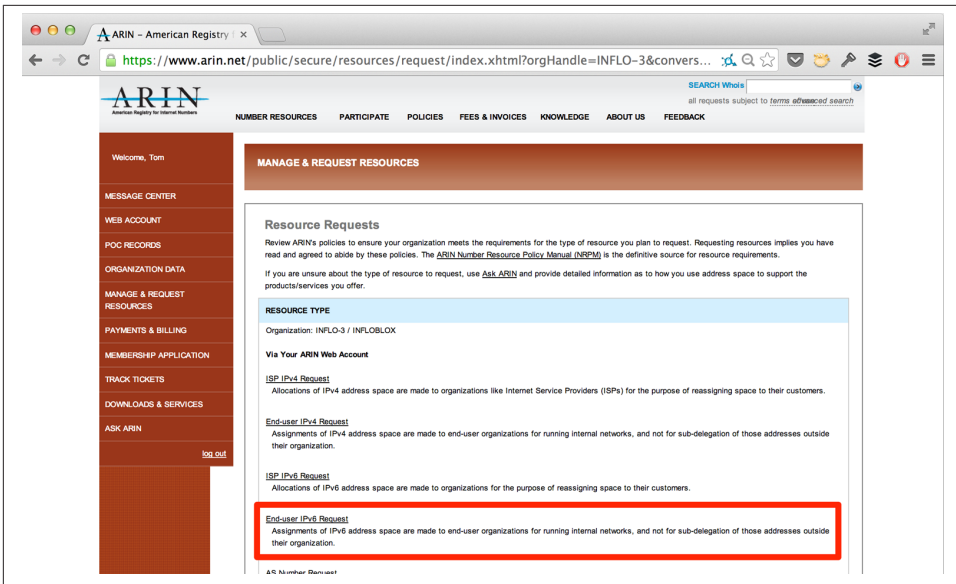 ARIN – American Registry
https://www.arin.net/public/secure/resources/request/index.xhtml?orgHandle=INFLO-3&convers...
SEARCH Whois
all requests subject to terms of
search
ARIN
American Registry for Internet Numbers
NUMBER RESOURCES PARTICIPATE POLICIES FEES & INVOICES KNOWLEDGE ABOUT US FEEDBACK
Welcome, Tom
MESSAGE CENTER
WEB ACCOUNT
POC RECORDS
ORGANIZATION DATA
MANAGE & REQUEST
RESOURCES
PAYMENTS & BILLING
MEMBERSHIP APPLICATION
TRACK TICKETS
DOWNLOADS & SERVICES
ASK ARIN
log out
MANAGE & REQUEST RESOURCES
Resource Requests
Review ARIN's policies to ensure your organization meets the requirements for the type of resource you plan to request. Requesting resources implies you have
read and agreed to abide by these policies. The ARIN Number Resource Policy Manual (NRPM) is the definitive source for resource requirements.
If you are unsure about the type of resource to request, use Ask ARIN and provide detailed information as to how you use address space to support the
products/services you offer.
RESOURCE TYPE
Organization: INFLO-3 / INFLOBLOX
Via Your ARIN Web Account
ISP IPv4 Request
Allocations of IPv4 address space are made to organizations like Internet Service Providers (ISPs) for the purpose of reassigning space to their customers.
End-user IPv4 Request
Assignments of IPv4 address space are made to end-user organizations for running internal networks, and not for sub-delegation of those addresses outside
their organization.
ISP IPv6 Request
Allocations of IPv6 address space are made to organizations for the purpose of reassigning space to their customers.
End-user IPv6 Request
Assignments of IPv6 address space are made to end-user organizations for running internal networks, and not for sub-delegation of those addresses outside
their organization.
AS Number Request